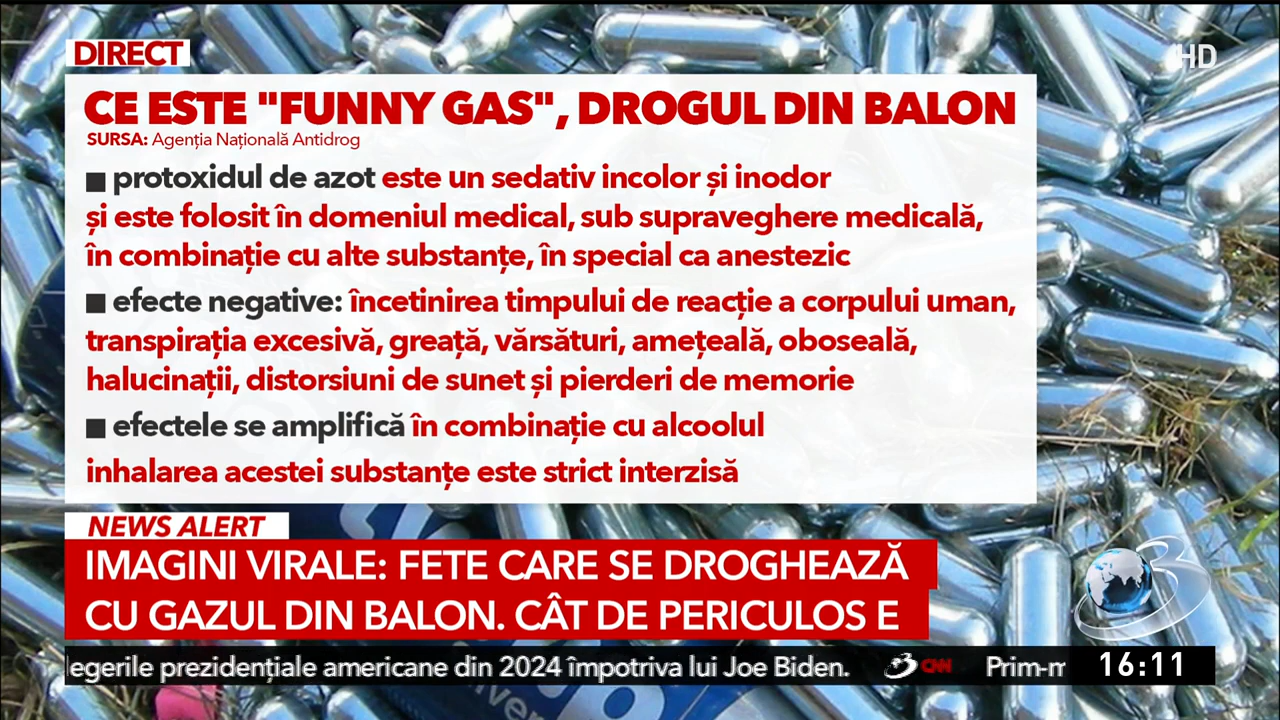 DIRECT
HD
CE ESTE "FUNNY GAS", DROGUL DIN BALON
SURSA: Agenția Națională Antidrog
■ protoxidul de azot este un sedativ incolor și inodor
și este folosit în domeniul medical, sub supraveghere medicală,
în combinație cu alte substanțe, în special ca anestezic
■ efecte negative: încetinirea timpului de reacție a corpului uman,
transpirația excesivă, greață, vărsături, amețeală, oboseală,
halucinații, distorsiuni de sunet și pierderi de memorie
■ efectele se amplifică în combinație cu alcoolul
inhalarea acestei substanțe este strict interzisă
NEWS ALERT
IMAGINI VIRALE: FETE CARE SE DROGHEAZĂ
CU GAZUL DIN BALON. CÂT DE PERICULOS E
3
legerile prezidențiale americane din 2024 împotriva lui Joe Biden. 3 CNN Prim-m 16:11